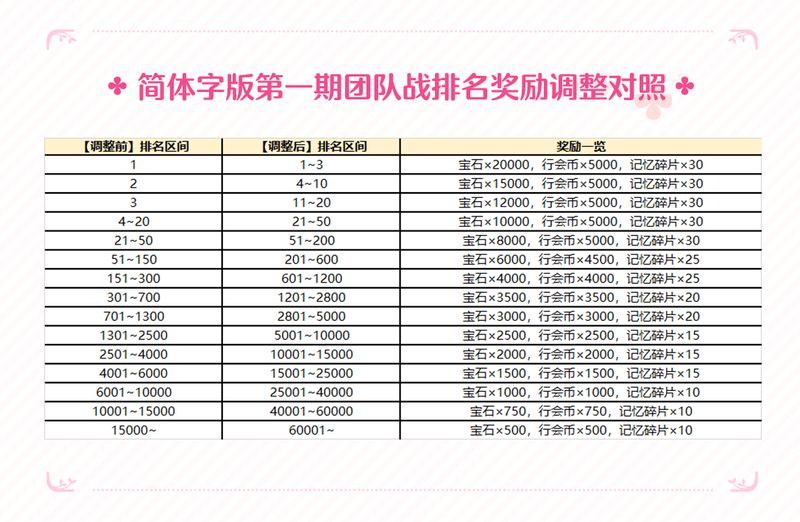 简体字版第一期团队战排名奖励调整对照
【调整前】排名区间 【调整后】排名区间 奖励一览
1 1~3 宝石×20000，行会币×5000，记忆碎片×30
2 4~10 宝石×15000，行会币×5000，记忆碎片×30
3 11~20 宝石×12000，行会币×5000，记忆碎片×30
4~20 21~50 宝石×10000，行会币×5000，记忆碎片×30
21~50 51~200 宝石×8000，行会币×5000，记忆碎片×30
51~150 201~600 宝石×6000，行会币×4500，记忆碎片×25
151~300 601~1200 宝石×4000，行会币×4000，记忆碎片×25
301~700 1201~2800 宝石×3500，行会币×3500，记忆碎片×20
701~1300 2801~5000 宝石×3000，行会币×3000，记忆碎片×20
1301~2500 5001~10000 宝石×2500，行会币×2500，记忆碎片×15
2501~4000 10001~15000 宝石×2000，行会币×2000，记忆碎片×15
4001~6000 15001~25000 宝石×1500，行会币×1500，记忆碎片×15
6001~10000 25001~40000 宝石×1000，行会币×1000，记忆碎片×10
10001~15000 40001~60000 宝石×750，行会币×750，记忆碎片×10
15000~ 60001~ 宝石×500，行会币×500，记忆碎片×10